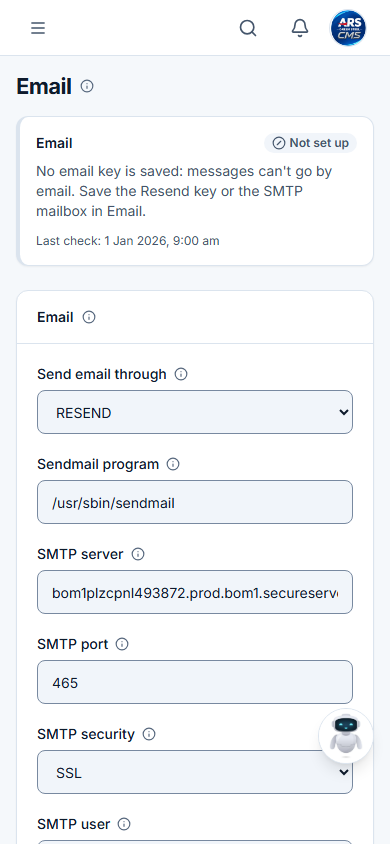 ARS
CMS
Email
Email
Not set up
No email key is saved: messages can't go by
email. Save the Resend key or the SMTP
mailbox in Email.
Last check: 1 Jan 2026, 9:00 am
Email
Send email through
RESEND
Sendmail program
/usr/sbin/sendmail
SMTP server
bom1plzcpnl493872.prod.bom1.secureserv
SMTP port
465
SMTP security
SSL
SMTP user